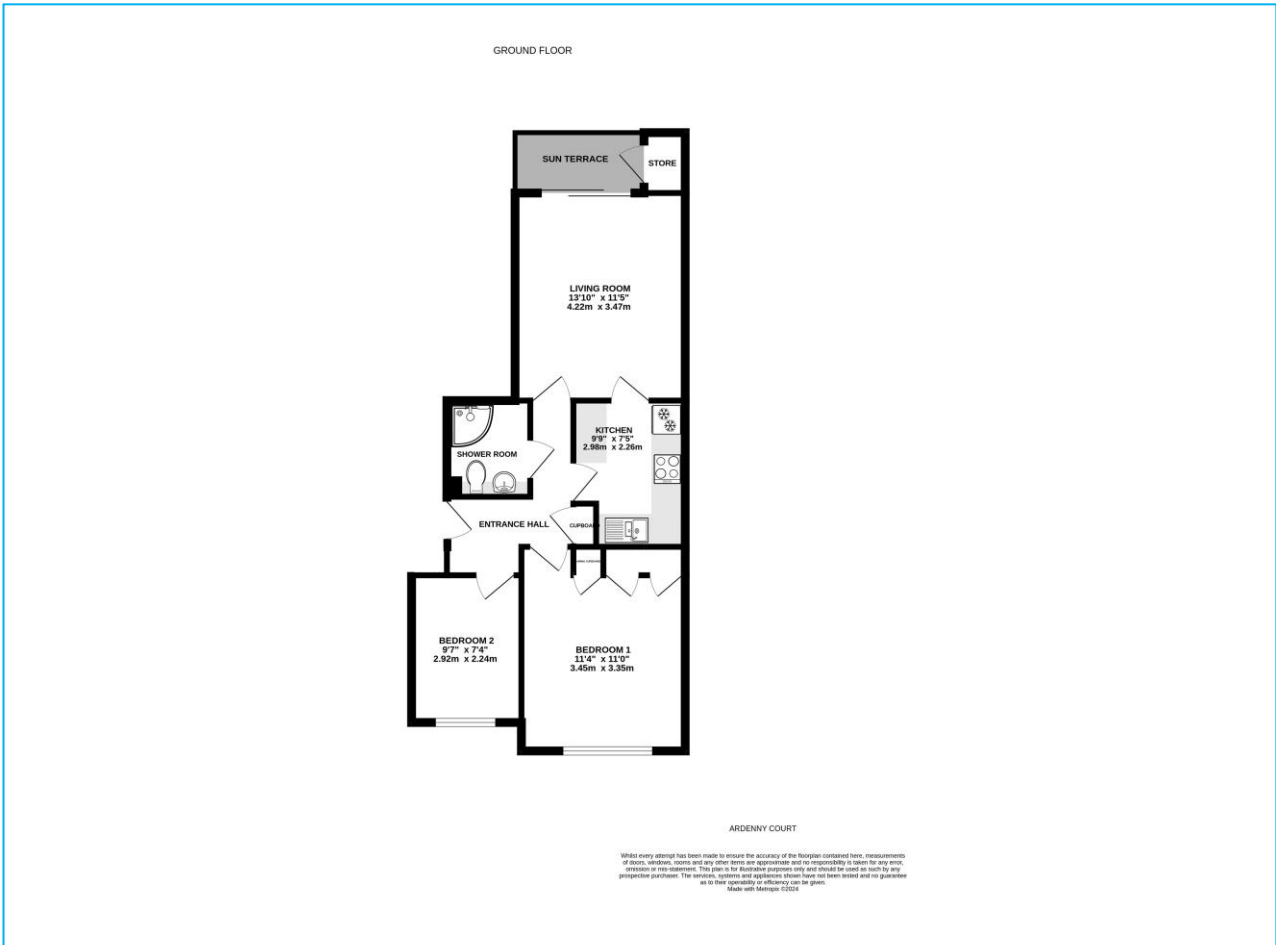 GROUND FLOOR
SUN TERRACE
STORE
LIVING ROOM
13'10" x 11'5"
4.22m x 3.47m
KITCHEN
9'9" x 7'5"
2.98m x 2.26m
SHOWER ROOM
ENTRANCE HALL
BEDROOM 2
9'7" x 7'4"
2.92m x 2.24m
BEDROOM 1
11'4" x 11'0"
3.45m x 3.35m
ARDENNY COURT
Whilst every attempt has been made to ensure the accuracy of the floorplan contained here, measurements
of doors, windows, rooms and any other items are approximate and no responsibility is taken for any error,
omission or mis-statement. This plan is for illustrative purposes only and should be used as such by any
prospective purchaser. The services, systems and appliances shown have not been tested and no guarantee
as to their operability or efficiency can be given.
Made with Metropix ©2024